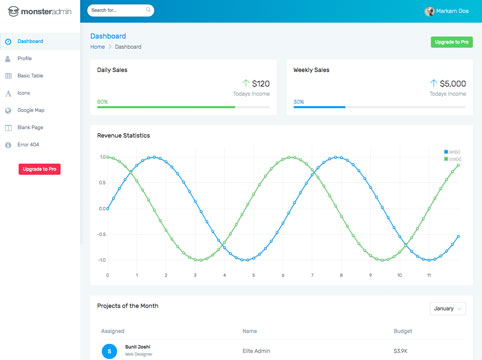 monsteradmin
Search for...
Markarn Doe
Dashboard
Profile
Basic Table
Icons
Google Map
Blank Page
Error 404
Upgrade to Pro
Dashboard
Home > Dashboard
Upgrade to Pro
Daily Sales
$120
Todays Income
60%
Weekly Sales
$5,000
Todays Income
30%
Revenue Statistics
sin(x)
cos(x)
1.0
0.5
0.0
-0.5
-1.0
0 1 2 3 4 5 6 7 8 9 10 11
Projects of the Month
January
Assigned Name Budget
S
Sunil Joshi
Web Designer
Elite Admin
$3.9K